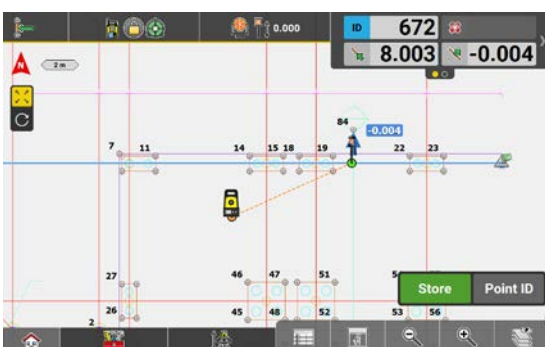 0.000
ID 672
8.003 -0.004
N
2 m
84
-0.004
7 11 14 15 18 19 22 23
27 46 47 51
Store Point ID
26 45 48 52 53 56
2